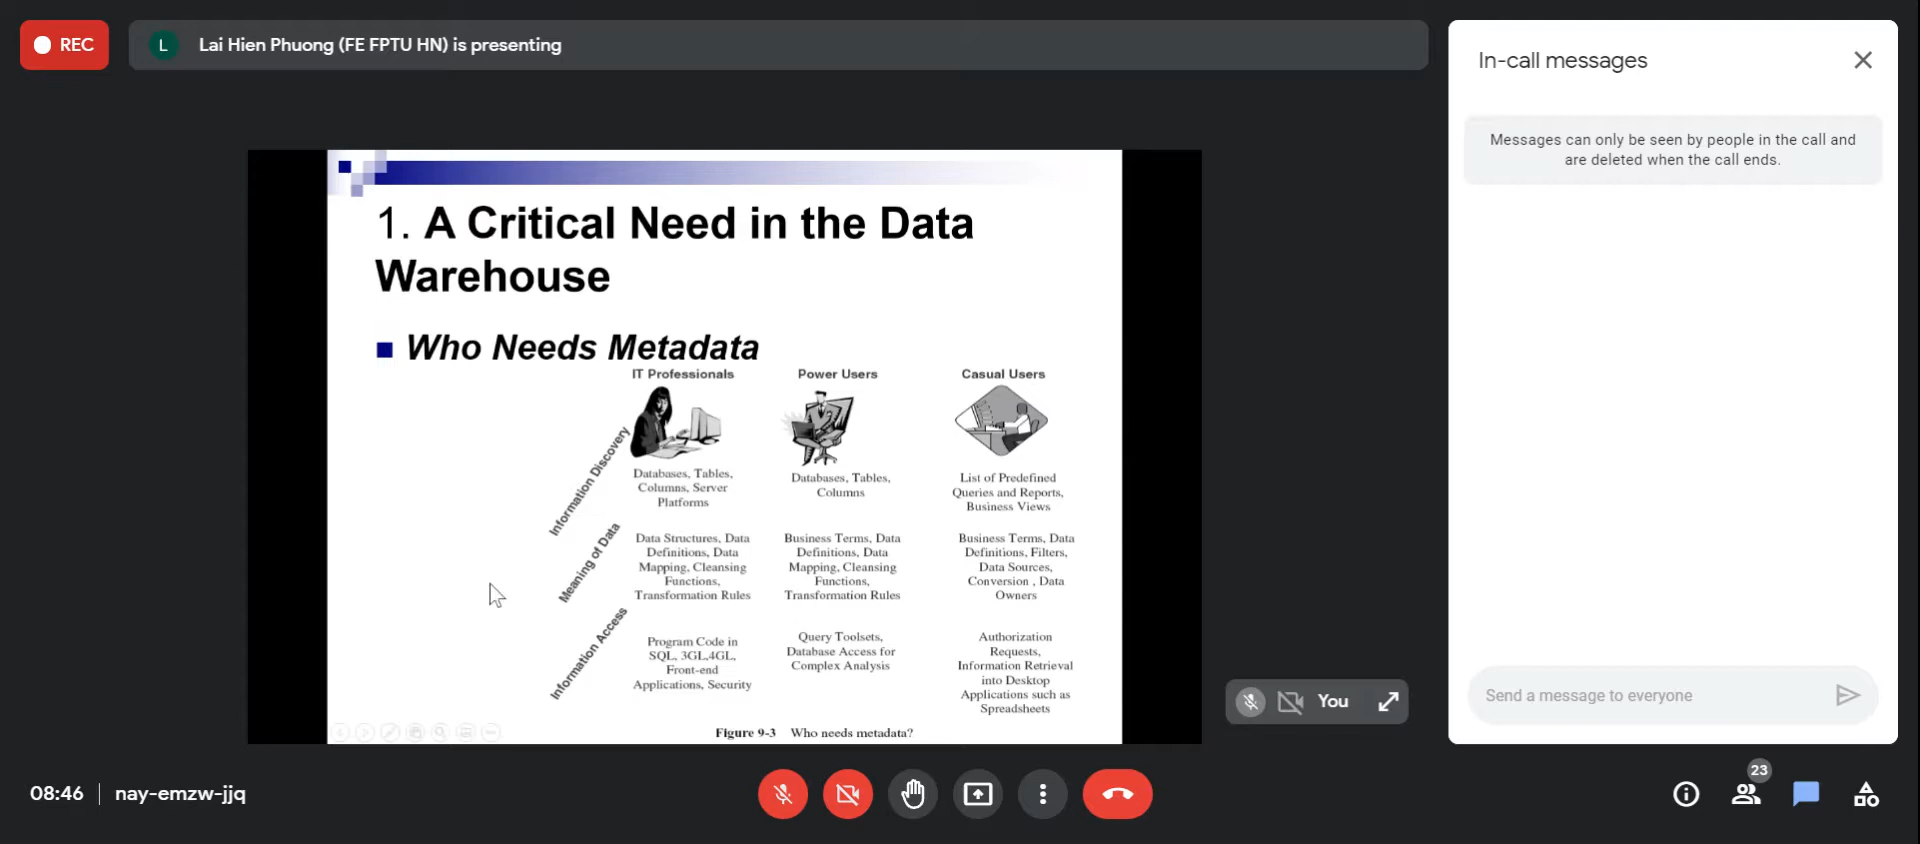 REC
L
Lai Hien Phuong (FE FPTU HN) is presenting
In-call messages
Messages can only be seen by people in the call and
are deleted when the call ends.
1. A Critical Need in the Data
Warehouse
Who Needs Metadata
IT Professionals
Power Users
Casual Users
Information Discovery
Databases, Tables,
Columns, Server
Platforms
Databases, Tables,
Columns
List of Predefined
Queries and Reports,
Business Views
Meaning of Data
Data Structures, Data
Definitions, Data
Mapping, Cleansing
Functions,
Transformation Rules
Business Terms, Data
Definitions, Data
Mapping, Cleansing
Functions,
Transformation Rules
Business Terms, Data
Definitions, Filters,
Data Sources,
Conversion , Data
Owners
Information Access
Program Code in
SQL, 3GL,4GL,
Front-end
Applications, Security
Query Toolsets,
Database Access for
Complex Analysis
Authorization
Requests,
Information Retrieval
into Desktop
Applications such as
Spreadsheets
Figure 9-3 Who needs metadata?
You
Send a message to everyone
08:46 | nay-emzw-jjq
23